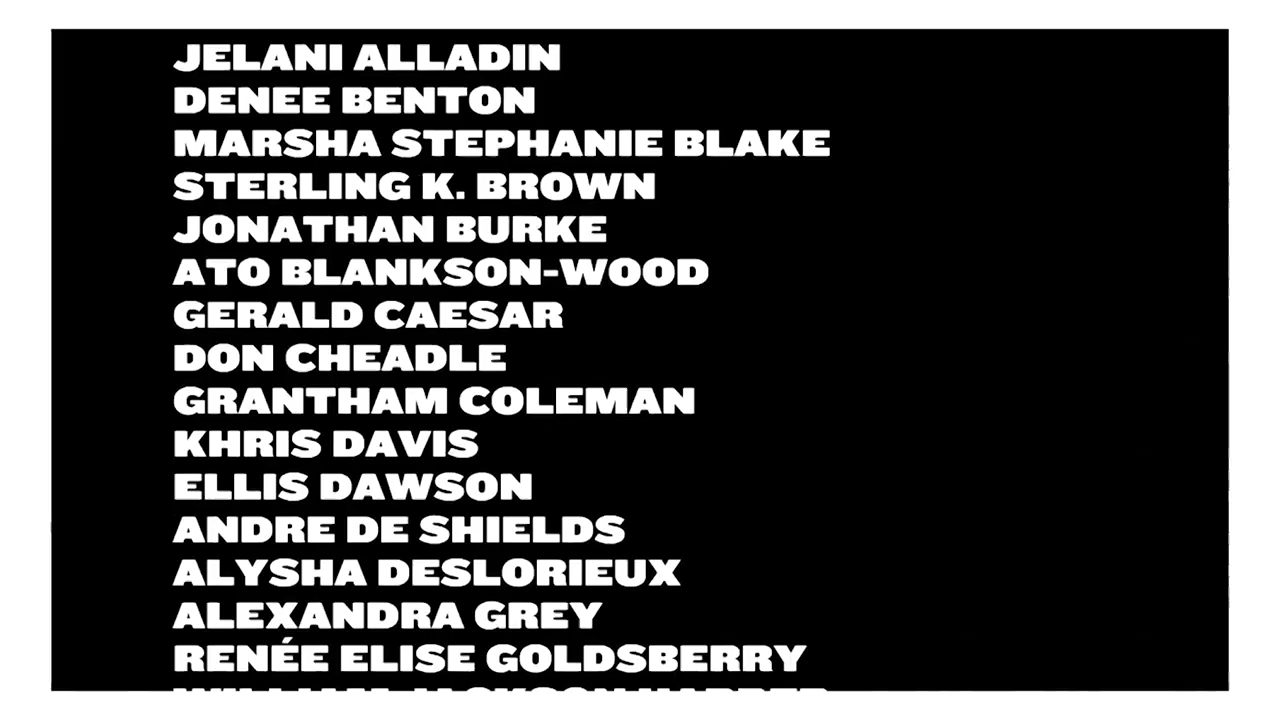 JELANI ALLADIN
DENEE BENTON
MARSHA STEPHANIE BLAKE
STERLING K. BROWN
JONATHAN BURKE
ATO BLANKSON-WOOD
GERALD CAESAR
DON CHEADLE
GRANTHAM COLEMAN
KHRIS DAVIS
ELLIS DAWSON
ANDRE DE SHIELDS
ALYSHA DESLORIEUX
ALEXANDRA GREY
RENÉE ELISE GOLDSBERRY